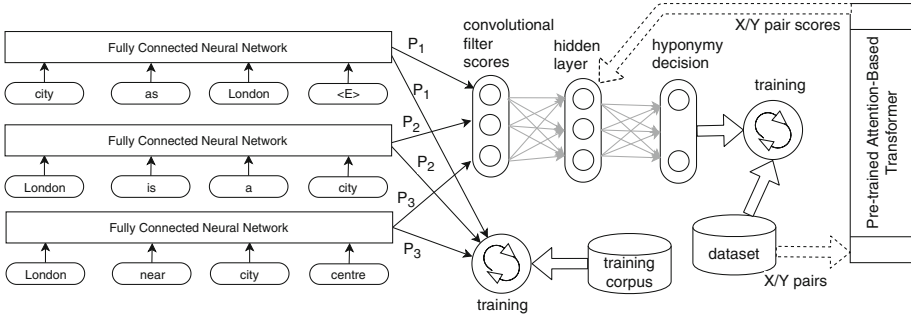 Fully Connected Neural Network
city
as
London
<E>
Fully Connected Neural Network
London
is
a
city
Fully Connected Neural Network
London
near
city
centre
P1
P1
P2
P2
P3
P3
convolutional
filter
scores
hidden
layer
hyponymy
decision
X/Y pair scores
training
training
training
corpus
dataset
X/Y pairs
Pre-trained Attention-Based
Transformer